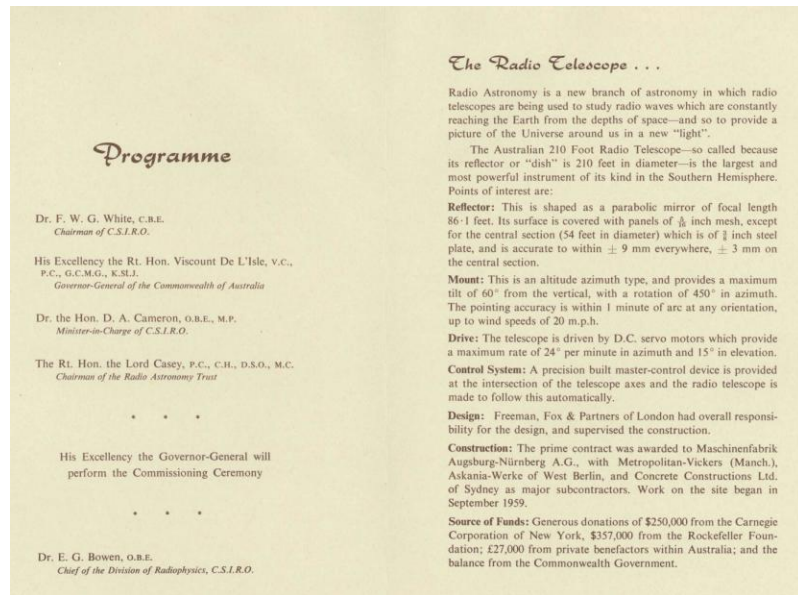 Programme
Dr. F. W. G. White, C.B.E.
Chairman of C.S.I.R.O.
His Excellency the Rt. Hon. Viscount De L'Isle, V.C.,
P.C., G.C.M.G., K.ST.J.
Governor-General of the Commonwealth of Australia
Dr. the Hon. D. A. Cameron, O.B.E., M.P.
Minister-in-Charge of C.S.I.R.O.
The Rt. Hon. the Lord Casey, P.C., C.H., D.S.O., M.C.
Chairman of the Radio Astronomy Trust
* * *
His Excellency the Governor-General will
perform the Commissioning Ceremony
* * *
Dr. E. G. Bowen, O.B.E.
Chief of the Division of Radiophysics, C.S.I.R.O.
The Radio Telescope . . .
Radio Astronomy is a new branch of astronomy in which radio
telescopes are being used to study radio waves which are constantly
reaching the Earth from the depths of space—and so to provide a
picture of the Universe around us in a new “light”.
The Australian 210 Foot Radio Telescope—so called because
its reflector or “dish” is 210 feet in diameter—is the largest and
most powerful instrument of its kind in the Southern Hemisphere.
Points of interest are:
Reflector: This is shaped as a parabolic mirror of focal length
86·1 feet. Its surface is covered with panels of 5/16 inch mesh, except
for the central section (54 feet in diameter) which is of inch steel
plate, and is accurate to within ± 9 mm everywhere, ± 3 mm on
the central section.
Mount: This is an altitude azimuth type, and provides a maximum
tilt of 60° from the vertical, with a rotation of 450° in azimuth.
The pointing accuracy is within 1 minute of arc at any orientation,
up to wind speeds of 20 m.p.h.
Drive: The telescope is driven by D.C. servo motors which provide
a maximum rate of 24° per minute in azimuth and 15° in elevation.
Control System: A precision built master-control device is provided
at the intersection of the telescope axes and the radio telescope is
made to follow this automatically.
Design: Freeman, Fox & Partners of London had overall responsi-
bility for the design, and supervised the construction.
Construction: The prime contract was awarded to Maschinenfabrik
Augsburg-Nürnberg A.G., with Metropolitan-Vickers (Manch.),
Askania-Werke of West Berlin, and Concrete Constructions Ltd.
of Sydney as major subcontractors. Work on the site began in
September 1959.
Source of Funds: Generous donations of $250,000 from the Carnegie
Corporation of New York, $357,000 from the Rockefeller Foun-
dation; £27,000 from private benefactors within Australia; and the
balance from the Commonwealth Government.